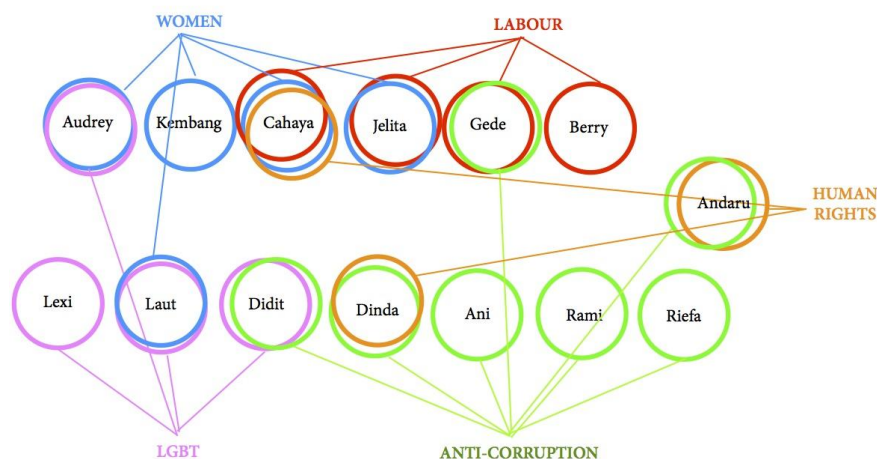 WOMEN
LABOUR
Audrey
Kembang
Cahaya
Jelita
Gede
Berry
Andaru
HUMAN
RIGHTS
Lexi
Laut
Didit
Dinda
Ani
Rami
Riefa
LGBT
ANTI-CORRUPTION